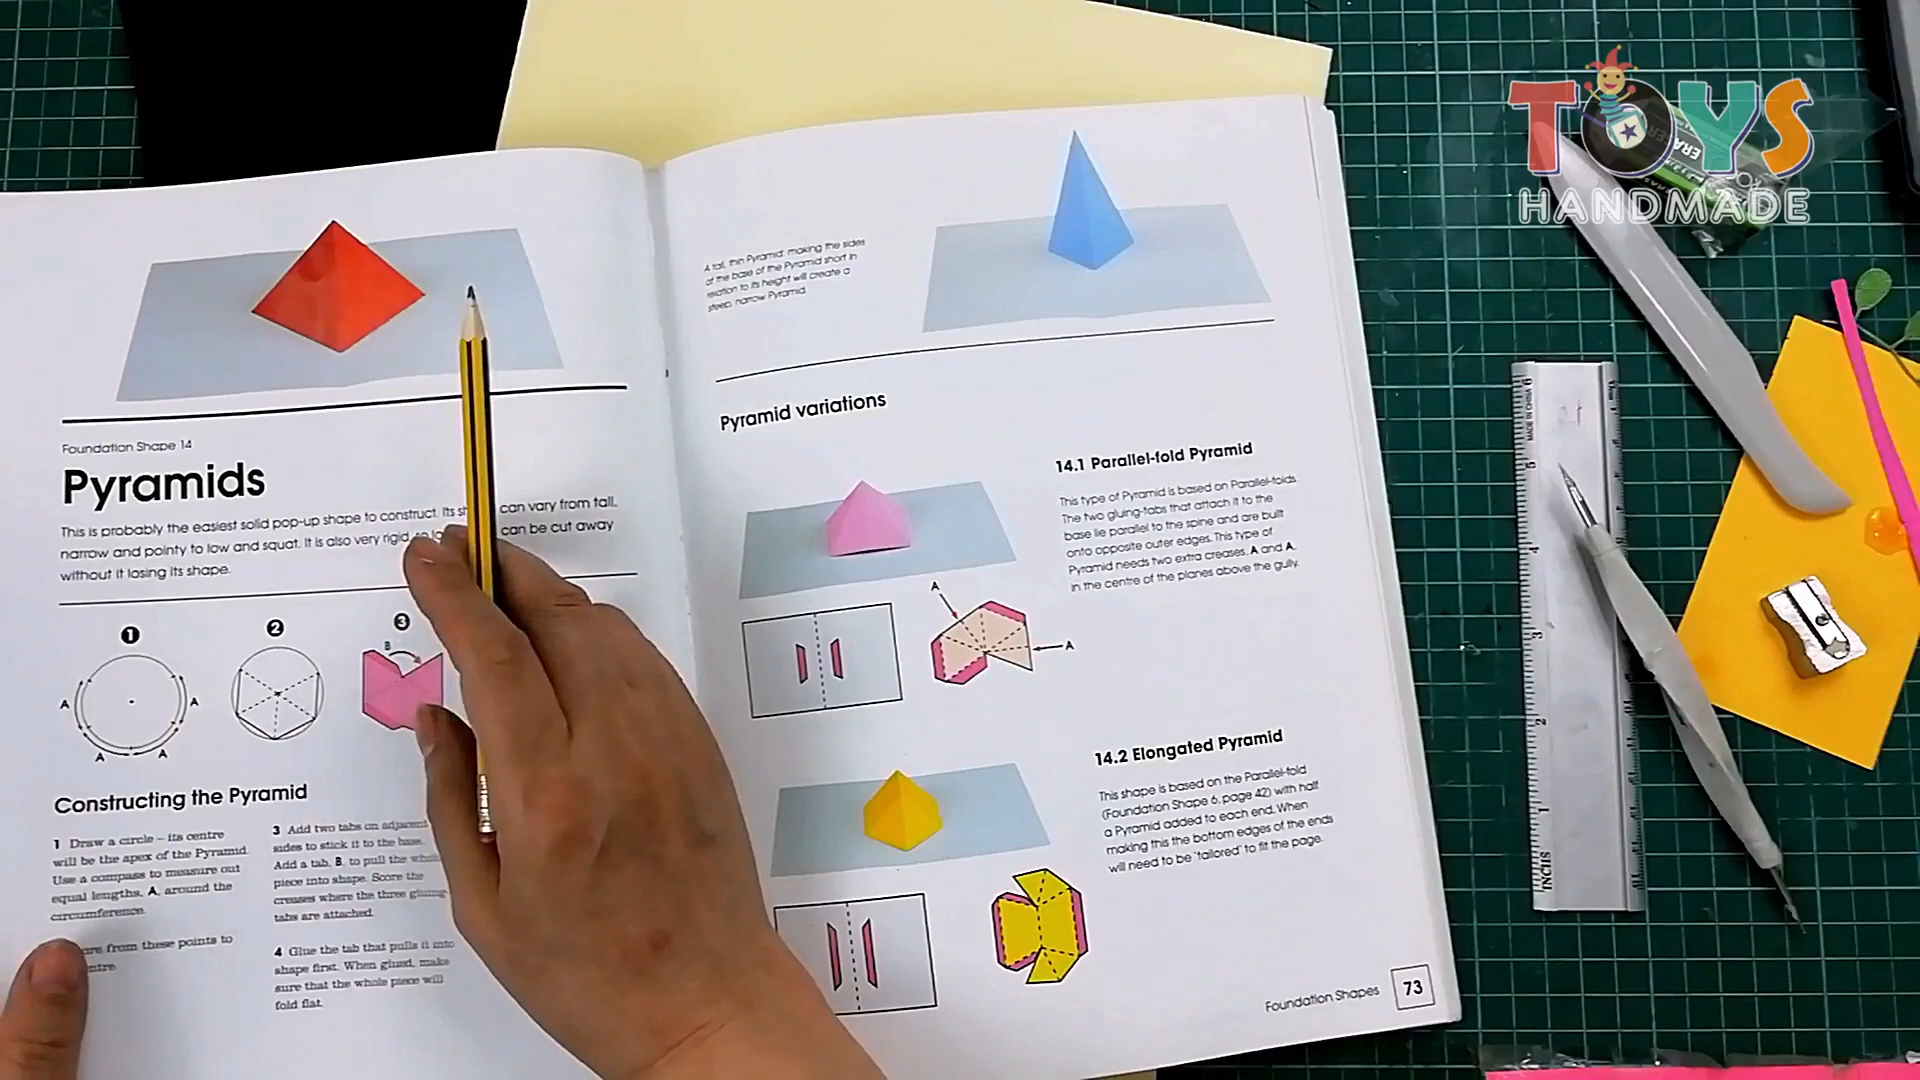 TOYS
HANDMADE
ERASER
Foundation Shape 14
Pyramids
This is probably the easiest solid pop-up shape to construct. Its can vary from tall,
narrow and pointy to low and squat. It is also very rigid, can be cut away
without it losing its shape.
1
2
3
A
A
A
A
B
Constructing the Pyramid
1 Draw a circle – its centre
will be the apex of the Pyramid.
Use a compass to measure out
equal lengths, A, around the
circumference.
from these points to
3 Add two tabs on adjacent
sides to stick it to the base.
Add a tab, B, to pull the whole
piece into shape. Score the
creases where the three gluing-
tabs are attached.
4 Glue the tab that pulls it into
shape first. When glued, make
sure that the whole piece will
fold flat.
A tall, thin Pyramid: making the sides
of the base of the Pyramid short in
relation to its height will create a
steep, narrow Pyramid.
Pyramid variations
14.1 Parallel-fold Pyramid
This type of Pyramid is based on Parallel-folds.
The two gluing-tabs that attach it to the
base lie parallel to the spine and are built
onto opposite outer edges. This type of
Pyramid needs two extra creases, A and A,
in the centre of the planes above the gully.
A
A
14.2 Elongated Pyramid
This shape is based on the Parallel-fold
(Foundation Shape 6, page 42) with half
a Pyramid added to each end. When
making this the bottom edges of the ends
will need to be 'tailored' to fit the page.
Foundation Shapes
73
MADE IN CHINA
6
5
4
3
2
1
INCHS